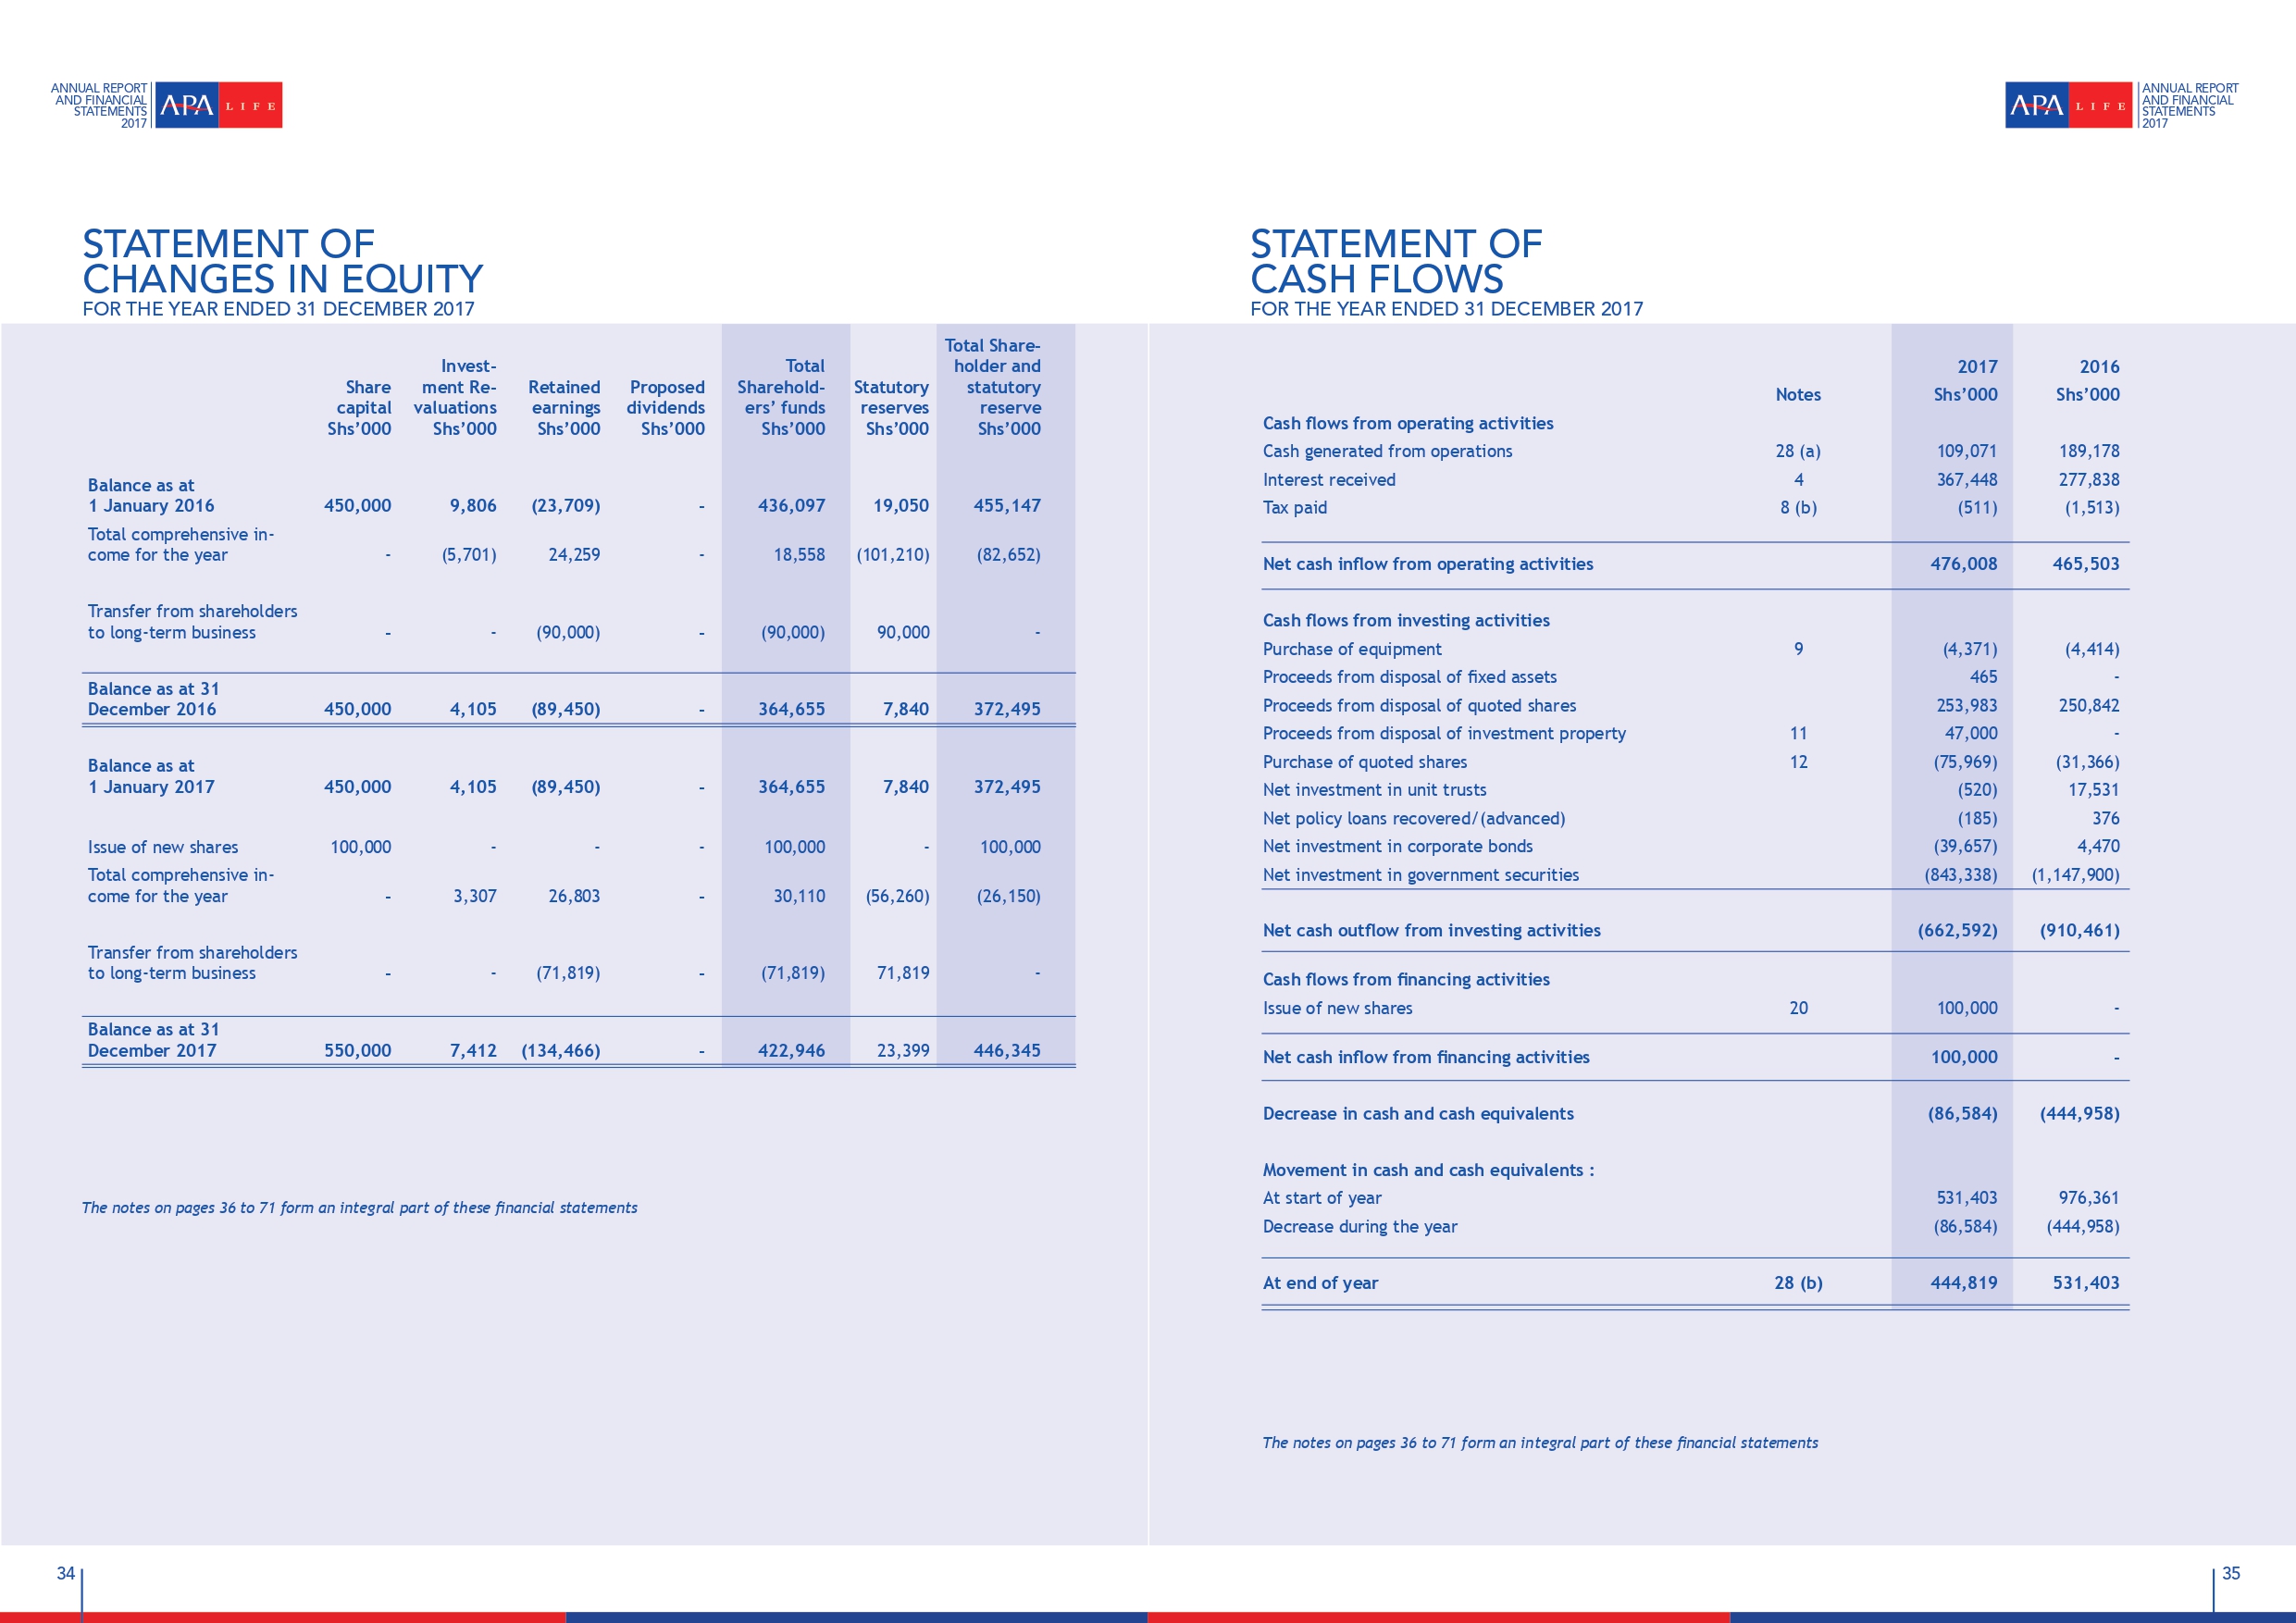 ANNUAL REPORT
AND FINANCIAL
STATEMENTS
2017
APA LIFE
STATEMENT OF
CHANGES IN EQUITY
FOR THE YEAR ENDED 31 DECEMBER 2017
Share capital Shs’000 Invest-ment Re-valuations Shs’000 Retained earnings Shs’000 Proposed dividends Shs’000 Total Sharehold-ers’ funds Shs’000 Statutory reserves Shs’000 Total Share-holder and statutory reserve Shs’000
Balance as at
1 January 2016 450,000 9,806 (23,709) - 436,097 19,050 455,147
Total comprehensive in-
come for the year - (5,701) 24,259 - 18,558 (101,210) (82,652)
Transfer from shareholders
to long-term business - - (90,000) - (90,000) 90,000 -
Balance as at 31
December 2016 450,000 4,105 (89,450) - 364,655 7,840 372,495
Balance as at
1 January 2017 450,000 4,105 (89,450) - 364,655 7,840 372,495
Issue of new shares 100,000 - - - 100,000 - 100,000
Total comprehensive in-
come for the year - 3,307 26,803 - 30,110 (56,260) (26,150)
Transfer from shareholders
to long-term business - - (71,819) - (71,819) 71,819 -
Balance as at 31
December 2017 550,000 7,412 (134,466) - 422,946 23,399 446,345
The notes on pages 36 to 71 form an integral part of these financial statements
34
APA LIFE
ANNUAL REPORT
AND FINANCIAL
STATEMENTS
2017
STATEMENT OF
CASH FLOWS
FOR THE YEAR ENDED 31 DECEMBER 2017
2017 2016
Notes Shs’000 Shs’000
Cash flows from operating activities
Cash generated from operations 28 (a) 109,071 189,178
Interest received 4 367,448 277,838
Tax paid 8 (b) (511) (1,513)
Net cash inflow from operating activities 476,008 465,503
Cash flows from investing activities
Purchase of equipment 9 (4,371) (4,414)
Proceeds from disposal of fixed assets 465 -
Proceeds from disposal of quoted shares 253,983 250,842
Proceeds from disposal of investment property 11 47,000 -
Purchase of quoted shares 12 (75,969) (31,366)
Net investment in unit trusts (520) 17,531
Net policy loans recovered/(advanced) (185) 376
Net investment in corporate bonds (39,657) 4,470
Net investment in government securities (843,338) (1,147,900)
Net cash outflow from investing activities (662,592) (910,461)
Cash flows from financing activities
Issue of new shares 20 100,000 -
Net cash inflow from financing activities 100,000 -
Decrease in cash and cash equivalents (86,584) (444,958)
Movement in cash and cash equivalents :
At start of year 531,403 976,361
Decrease during the year (86,584) (444,958)
At end of year 28 (b) 444,819 531,403
The notes on pages 36 to 71 form an integral part of these financial statements
35